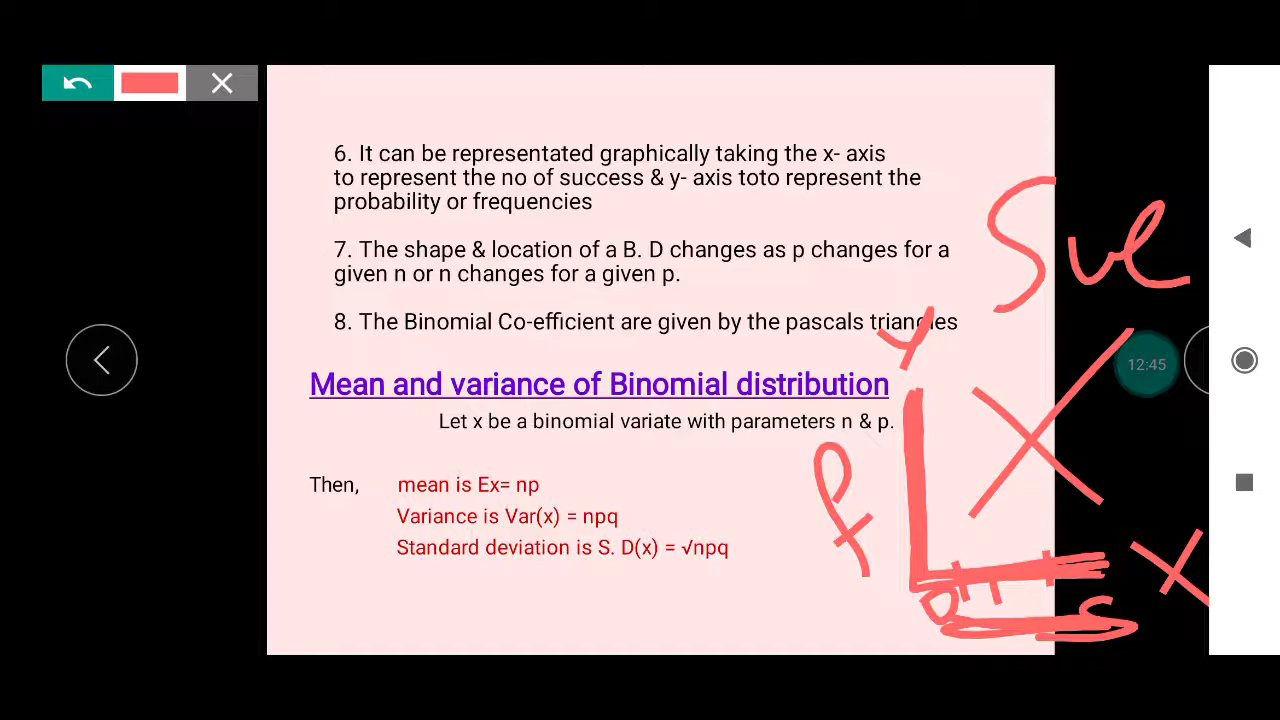 6. It can be representated graphically taking the x- axis
to represent the no of success & y- axis toto represent the
probability or frequencies
7. The shape & location of a B. D changes as p changes for a
given n or n changes for a given p.
8. The Binomial Co-efficient are given by the pascals triangles
Mean and variance of Binomial distribution
Let x be a binomial variate with parameters n & p.
Then, mean is Ex= np
Variance is Var(x) = npq
Standard deviation is S. D(x) = √npq
Sue
Y
X
f
X
0
S
12:45